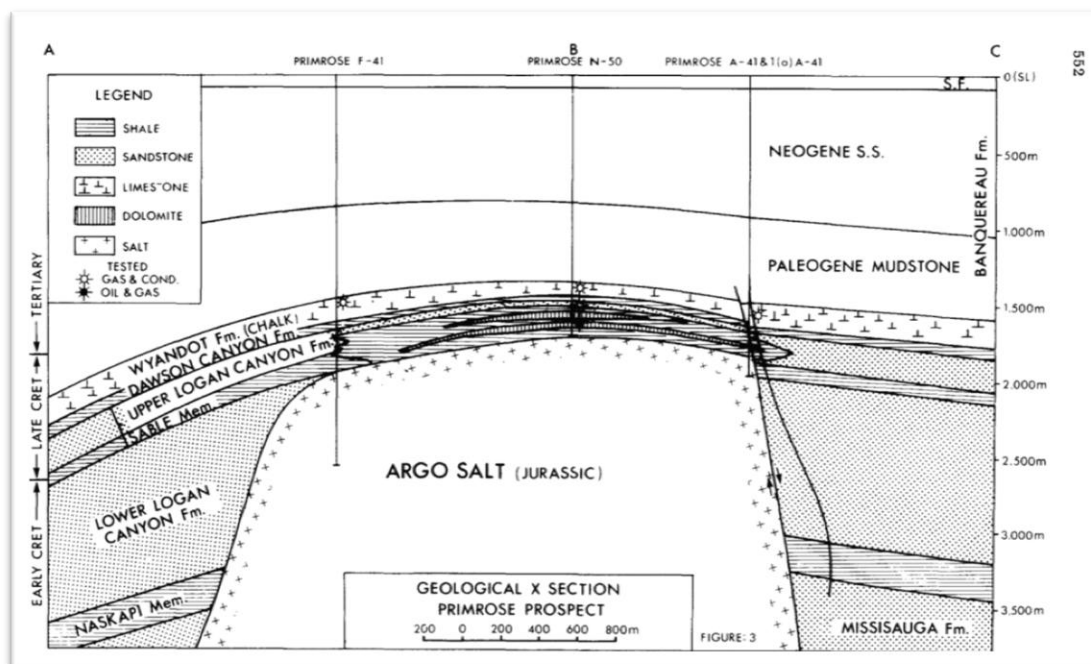 A
B
C
PRIMROSE F-41
PRIMROSE N-50
PRIMROSE A-41&1(o)A-41
552
0(SL)
S.F.
LEGEND
SHALE
SANDSTONE
LIMESTONE
DOLOMITE
SALT
TESTED
GAS & COND.
OIL & GAS
NEOGENE S.S.
500m
BANQUEREAU Fm.
1.000m
PALEOGENE MUDSTONE
1.500m
TERTIARY
WYANDOT Fm. (CHALK)
DAWSON CANYON Fm.
UPPER LOGAN CANYON Fm.
SABLE Mem.
2.000m
LATE CRET
ARGO SALT (JURASSIC)
2.500m
LOWER LOGAN
CANYON Fm.
EARLY CRET
3.000m
NASKAPI Mem.
GEOLOGICAL X SECTION
PRIMROSE PROSPECT
200 0 200 400 600 800m
FIGURE: 3
3.500m
MISSISAUGA Fm.